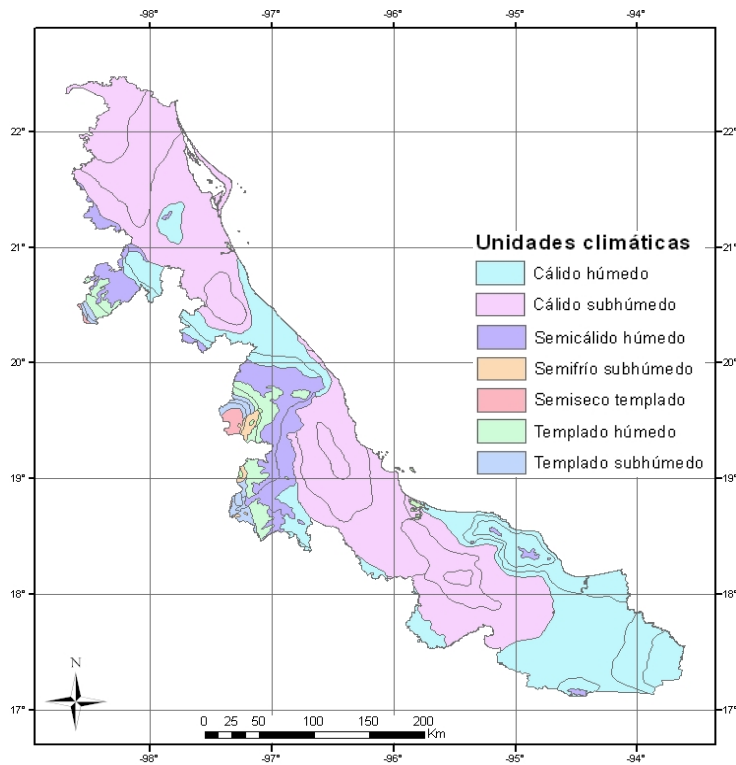 -98° -97° -96° -95° -94°
22° 22°
21° 21°
Unidades climáticas
Cálido húmedo
Cálido subhúmedo
Semicálido húmedo
20° 20°
Semifrío subhúmedo
Semiseco templado
Templado húmedo
Templado subhúmedo
19° 19°
18° 18°
N
17° 17°
0 25 50 100 150 200
Km
-98° -97° -96° -95° -94°